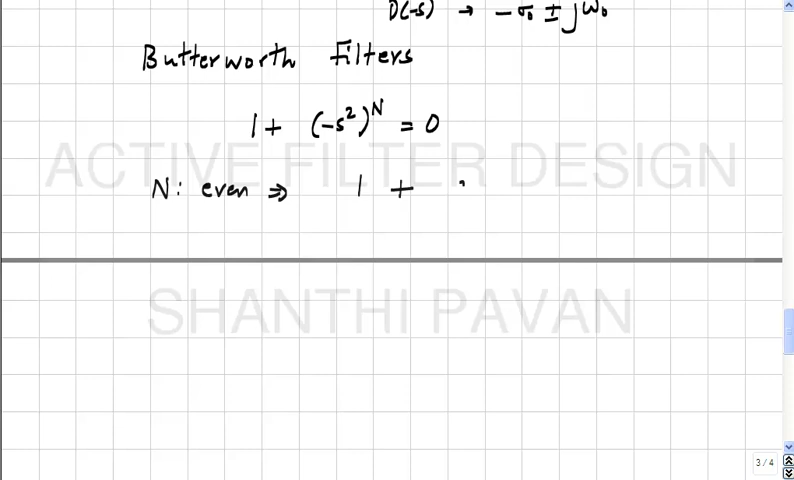 D(-s) → -σ₀ ± jω₀
Butterworth Filters
1 + (-s²)^N = 0
ACTIVE FILTER DESIGN
N: even ⇒ 1 +
SHANTHI PAVAN
3 / 4